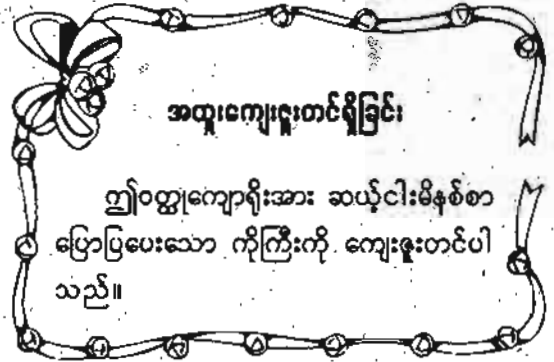 အထူးကျေးဇူးတင်ရှိခြင်း
ဤဝတ္ထုကျောရိုးအား ဆယ့်ငါးမိနစ်စာ
ပြောပြပေးသော ကိုကြီးကို ကျေးဇူးတင်ပါ
သည်။